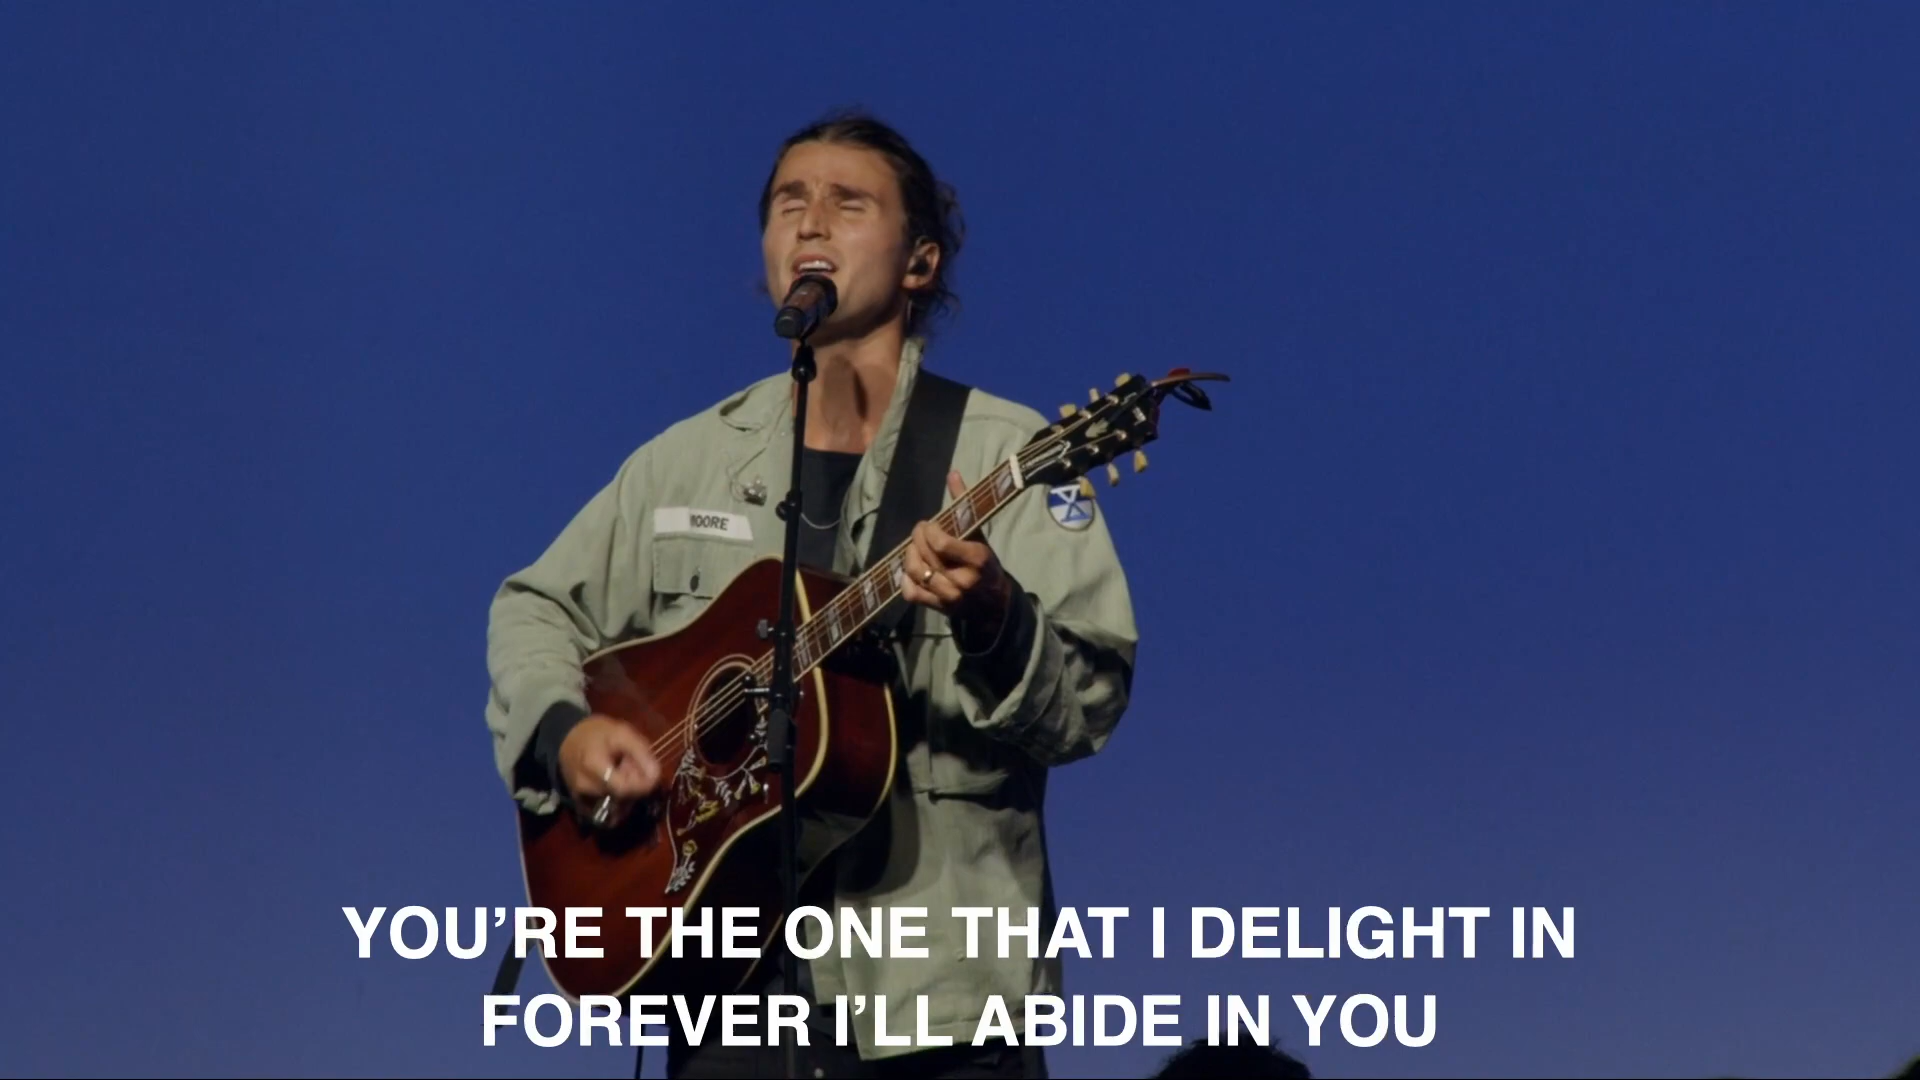 MOORE
YOU’RE THE ONE THAT I DELIGHT IN
FOREVER I’LL ABIDE IN YOU